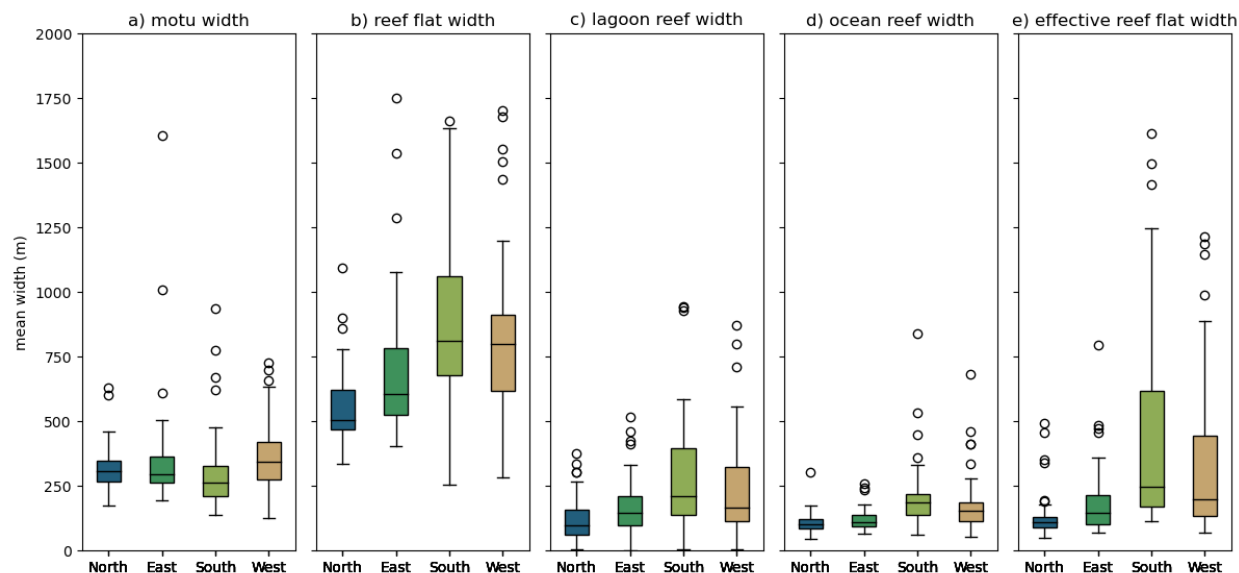 a) motu width
b) reef flat width
c) lagoon reef width
d) ocean reef width
e) effective reef flat width
mean width (m)
2000
1750
1500
1250
1000
750
500
250
0
North East South West
North East South West
North East South West
North East South West
North East South West